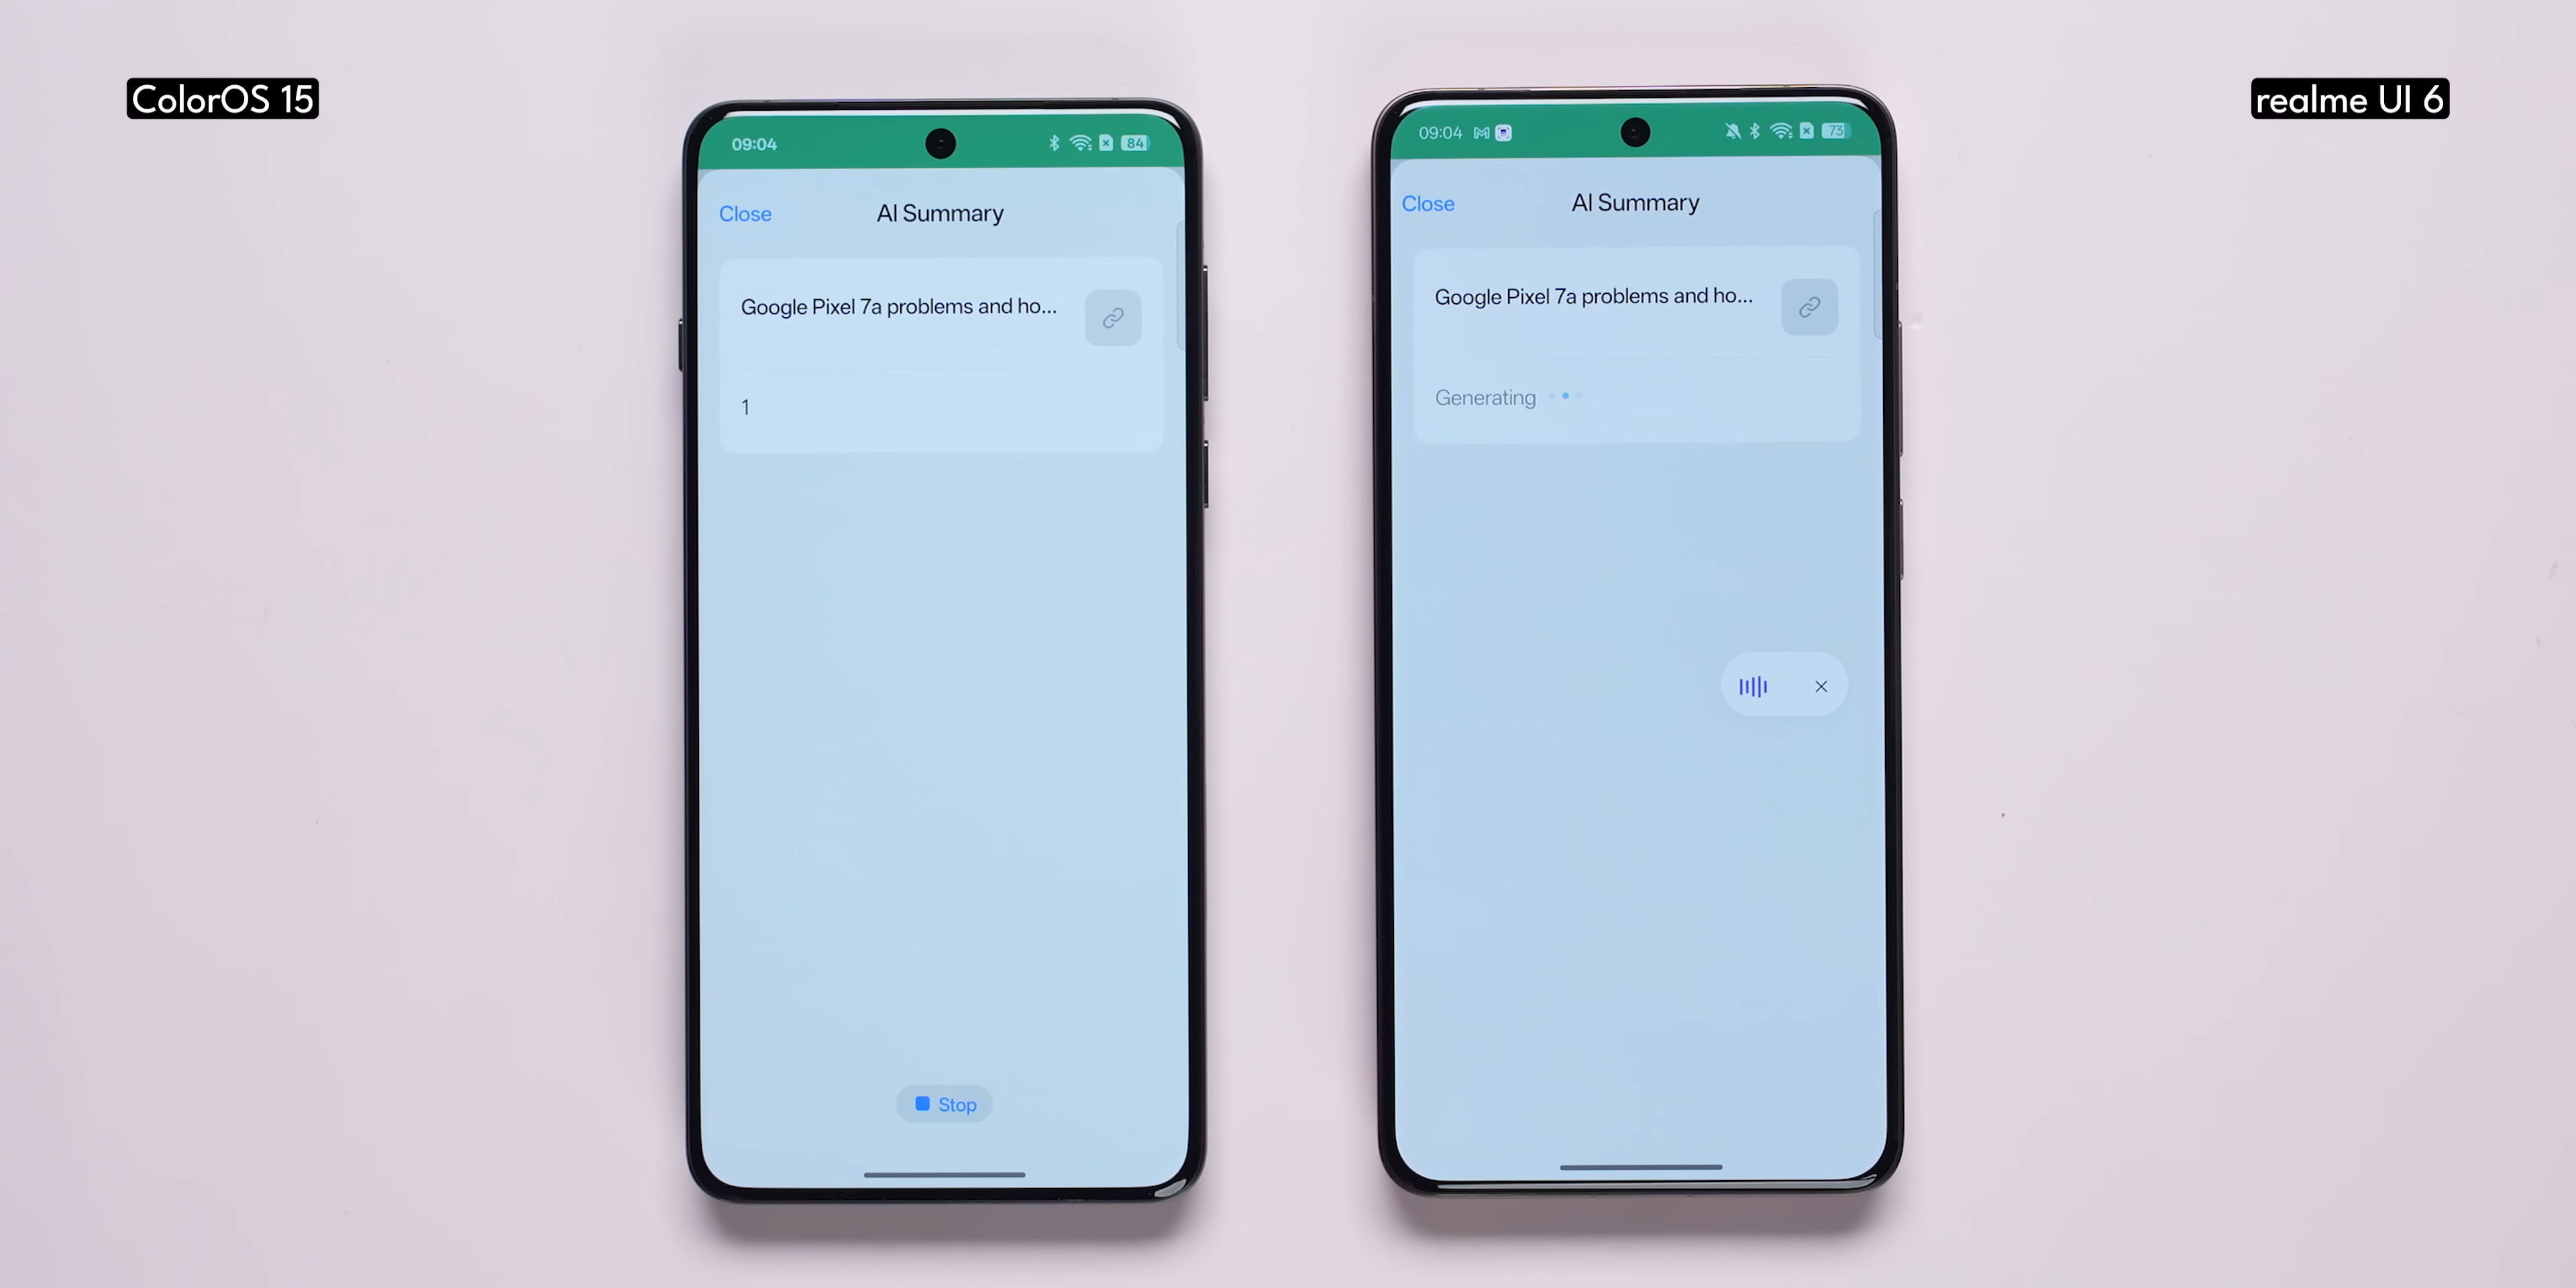 ColorOS 15
realme UI 6
09:04
84
Close
AI Summary
Google Pixel 7a problems and ho...
1
Stop
09:04
73
Close
AI Summary
Google Pixel 7a problems and ho...
Generating